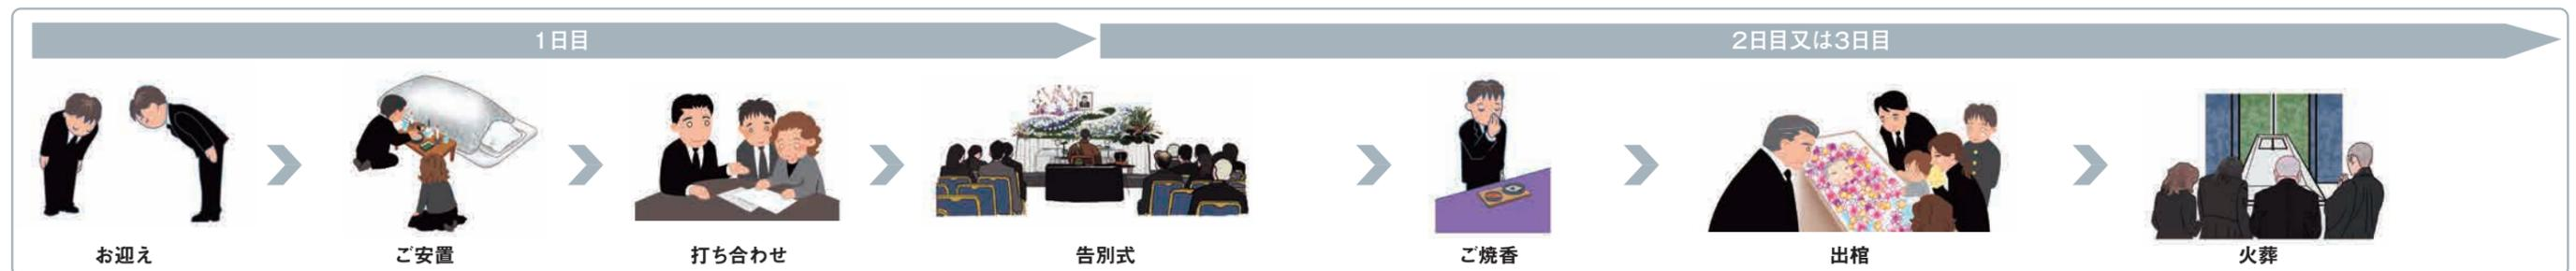 1日目
2日目又は3日目
お迎え
ご安置
打ち合わせ
告別式
ご焼香
出棺
火葬